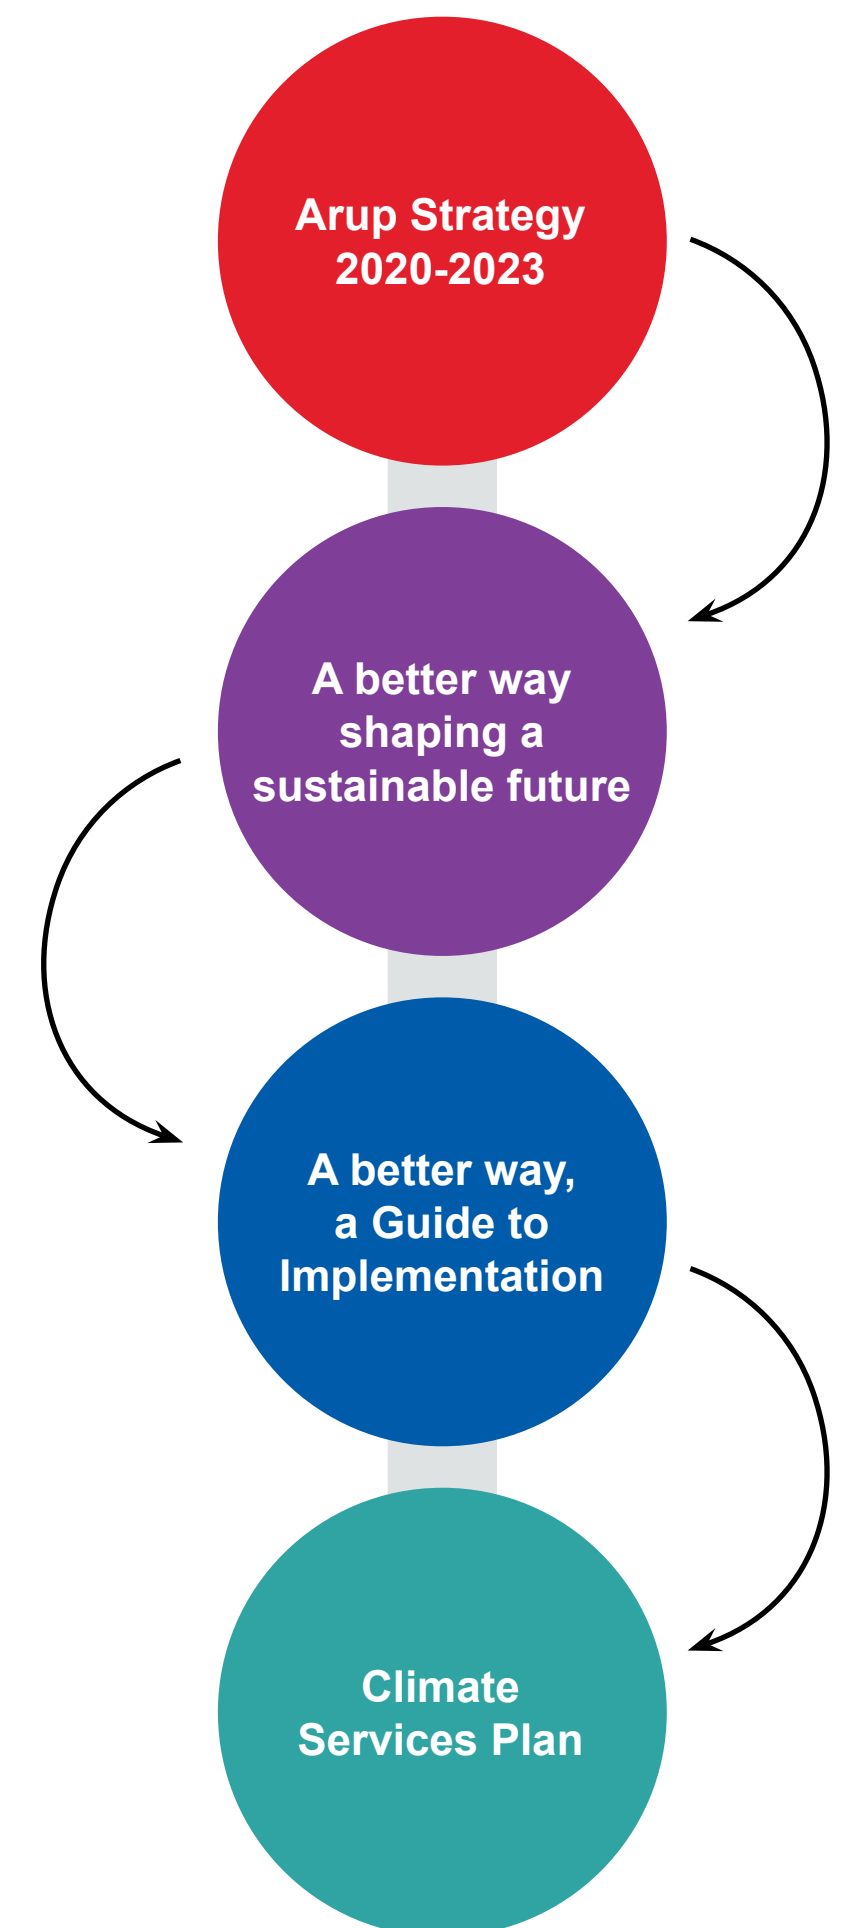 Arup Strategy
2020-2023
A better way
shaping a
sustainable future
A better way,
a Guide to
Implementation
Climate
Services Plan